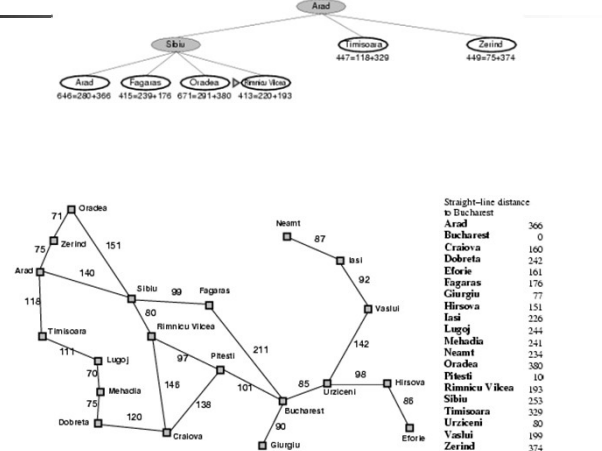 Arad
Sibiu
Timisoara
Zerind
447=118+329
449=75+374
Arad
Fagaras
Oradea
Rimnicu Vilcea
646=280+366
415=239+176
671=291+380
413=220+193
Straight–line distance
to Bucharest
Arad 366
Bucharest 0
Craiova 160
Dobreta 242
Eforie 161
Fagaras 176
Giurgiu 77
Hirsova 151
Iasi 226
Lugoj 244
Mehadia 241
Neamt 234
Oradea 380
Pitesti 10
Rimnicu Vilcea 193
Sibiu 253
Timisoara 329
Urziceni 80
Vaslui 199
Zerind 374
Oradea
71
Neamt
Zerind
87
75
151
Iasi
Arad
140
92
Sibiu
99
Fagaras
118
80
Vaslui
Rimnicu Vilcea
Timisoara
142
111
Lugoj
97
Pitesti
211
70
98
Hirsova
Mehadia
146
101
85
Urziceni
75
138
86
Bucharest
120
Dobreta
90
Craiova
Eforie
Giurgiu